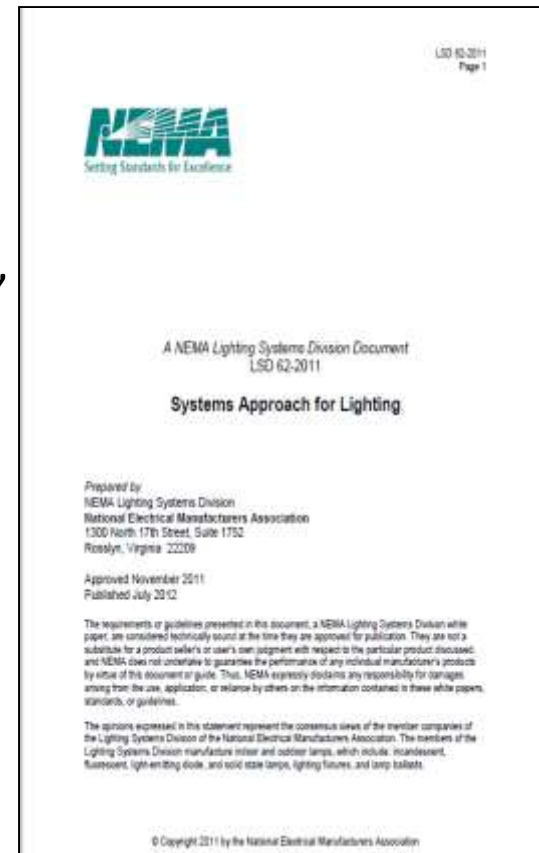 LSD 62-2011
Page 1
NEMA
Setting Standards for Excellence
,
A NEMA Lighting Systems Division Document
LSD 62-2011
Systems Approach for Lighting
Prepared by
NEMA Lighting Systems Division
National Electrical Manufacturers Association
1300 North 17th Street, Suite 1752
Rosslyn, Virginia 22209
Approved November 2011
Published July 2012
The requirements or guidelines presented in this document, a NEMA Lighting Systems Division white
paper, are considered technically sound at the time they are approved for publication. They are not a
substitute for a product seller's or user's own judgment with respect to the particular product discussed,
and NEMA does not undertake to guarantee the performance of any individual manufacturer's products
by virtue of this document or guide. Thus, NEMA expressly disclaims any responsibility for damages
arising from the use, application, or reliance by others on the information contained in these white papers,
standards, or guidelines.
The opinions expressed in this statement represent the consensus views of the member companies of
the Lighting Systems Division of the National Electrical Manufacturers Association. The members of the
Lighting Systems Division manufacture indoor and outdoor lamps, which include: incandescent,
fluorescent, light-emitting diode, and solid state lamps, lighting fixtures, and lamp ballasts.
© Copyright 2011 by the National Electrical Manufacturers Association